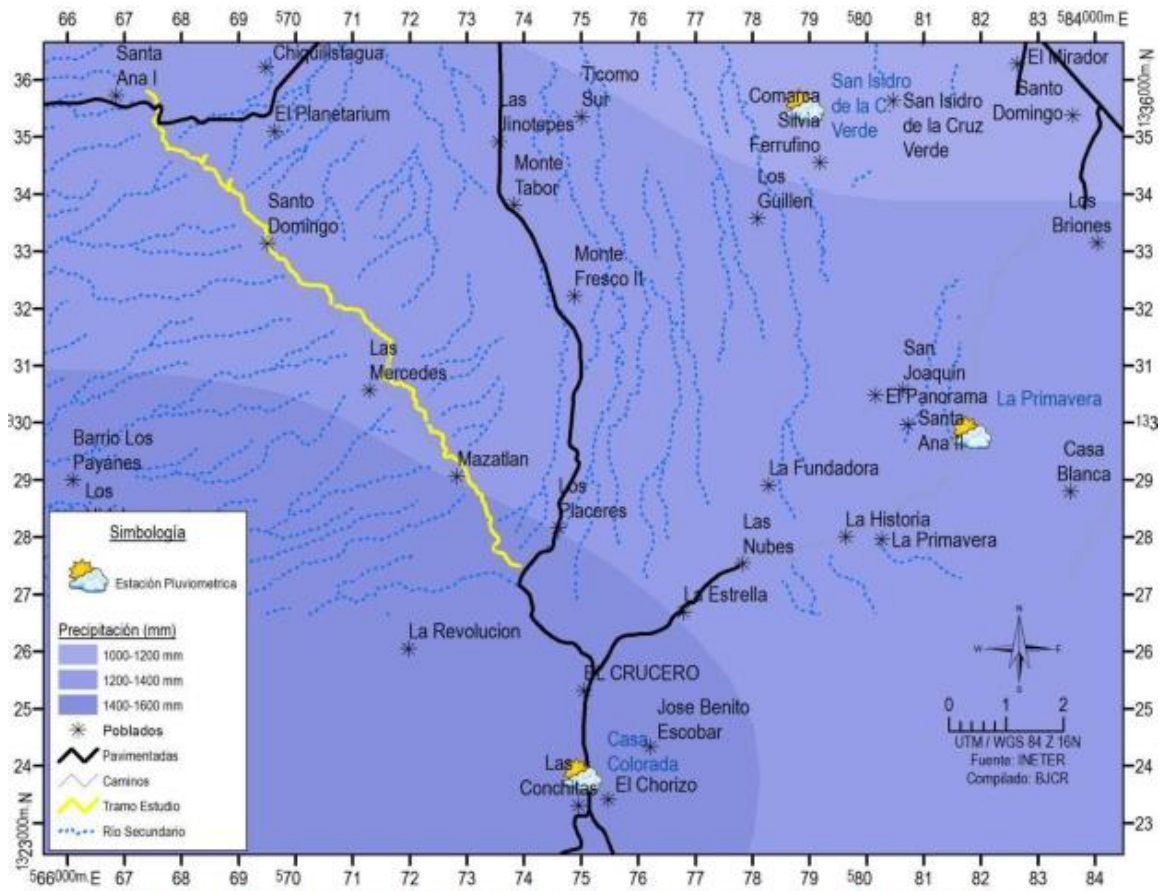 66 67 68 69 ⁵70 71 72 73 74 75 76 77 78 79 ⁵80 81 82 83 ⁵84000m.E
36
35
34
33
32
31
30
29
Santa
Ana I
Chiquilistagua
El Planetarium
Las
Jinotepes
Ticomo
Sur
Monte
Tabor
Comarca
Silvia
Ferrufino
San Isidro
de la C.
Verde
San Isidro
de la Cruz
Verde
El Mirador
Santo
Domingo
Los
Guillen
Los
Briones
Santo
Domingo
Monte
Fresco II
Las
Mercedes
San
Joaquin
El Panorama
Santa
Ana II
La Primavera
Barrio Los
Payanes
Los
Mazatlan
Los
Placeres
La Fundadora
Casa
Blanca
Las
Nubes
La Historia
La Primavera
La Estrella
La Revolucion
EL CRUCERO
Jose Benito
Escobar
Casa
Colorada
Las
Conchitas
El Chorizo
Simbología
Estación Pluviometrica
Precipitación (mm)
1000-1200 mm
1200-1400 mm
1400-1600 mm
Poblados
Pavimentadas
Caminos
Tramo Estudio
Río Secundario
N
W E
S
0 1 2
UTM / WGS 84 Z 16N
Fuente: INETER
Compilado: BJCR
¹³36000m.N
35
34
33
32
31
¹³3
29
28
27
26
25
24
23
¹³23000m.N
⁵66000m.E 67 68 69 ⁵70 71 72 73 74 75 76 77 78 79 ⁵80 81 82 83 84